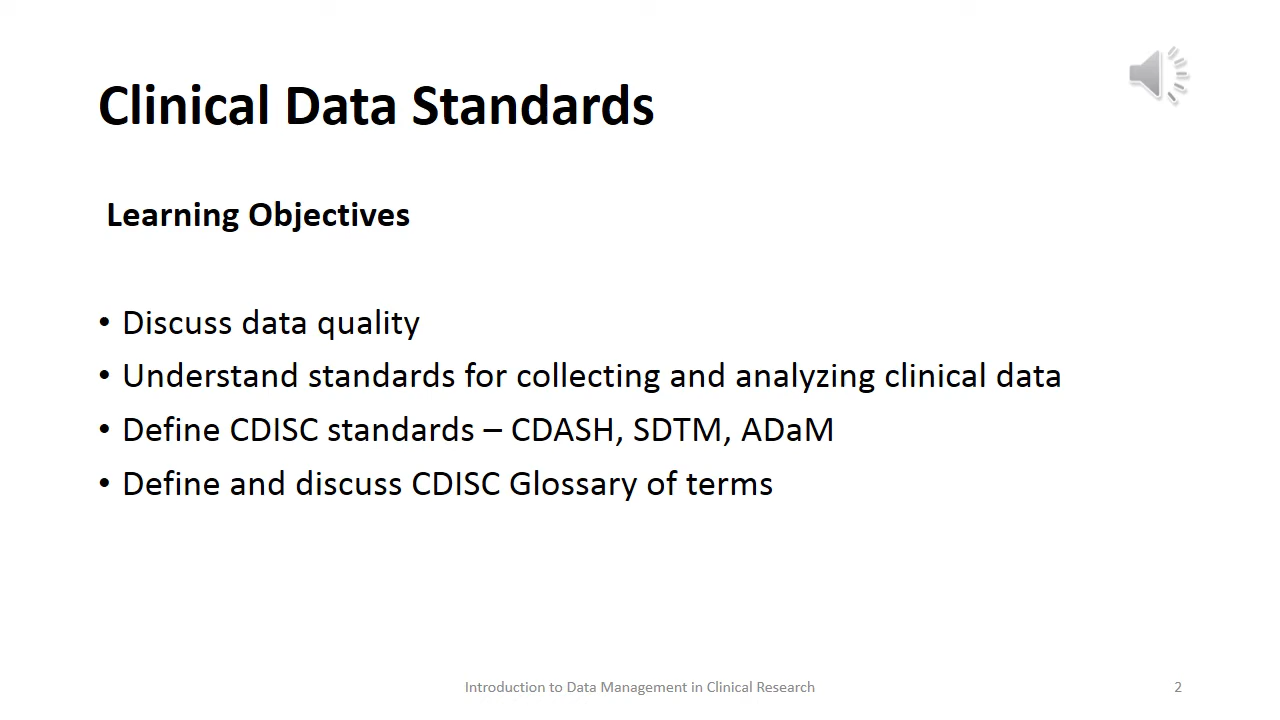 Clinical Data Standards
Learning Objectives
• Discuss data quality
• Understand standards for collecting and analyzing clinical data
• Define CDISC standards – CDASH, SDTM, ADaM
• Define and discuss CDISC Glossary of terms
Introduction to Data Management in Clinical Research
2